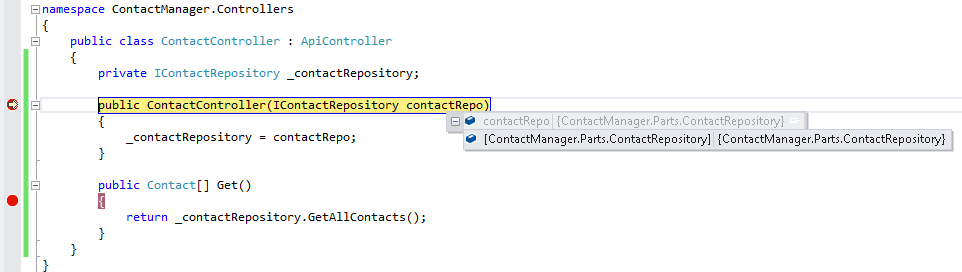 namespace ContactManager.Controllers
{
public class ContactController : ApiController
{
private IContactRepository _contactRepository;
public ContactController(IContactRepository contactRepo)
{
contactRepo {ContactManager.Parts.ContactRepository}
_contactRepository = contactRepo;
[ContactManager.Parts.ContactRepository] {ContactManager.Parts.ContactRepository}
}
public Contact[] Get()
{
return _contactRepository.GetAllContacts();
}
}
}